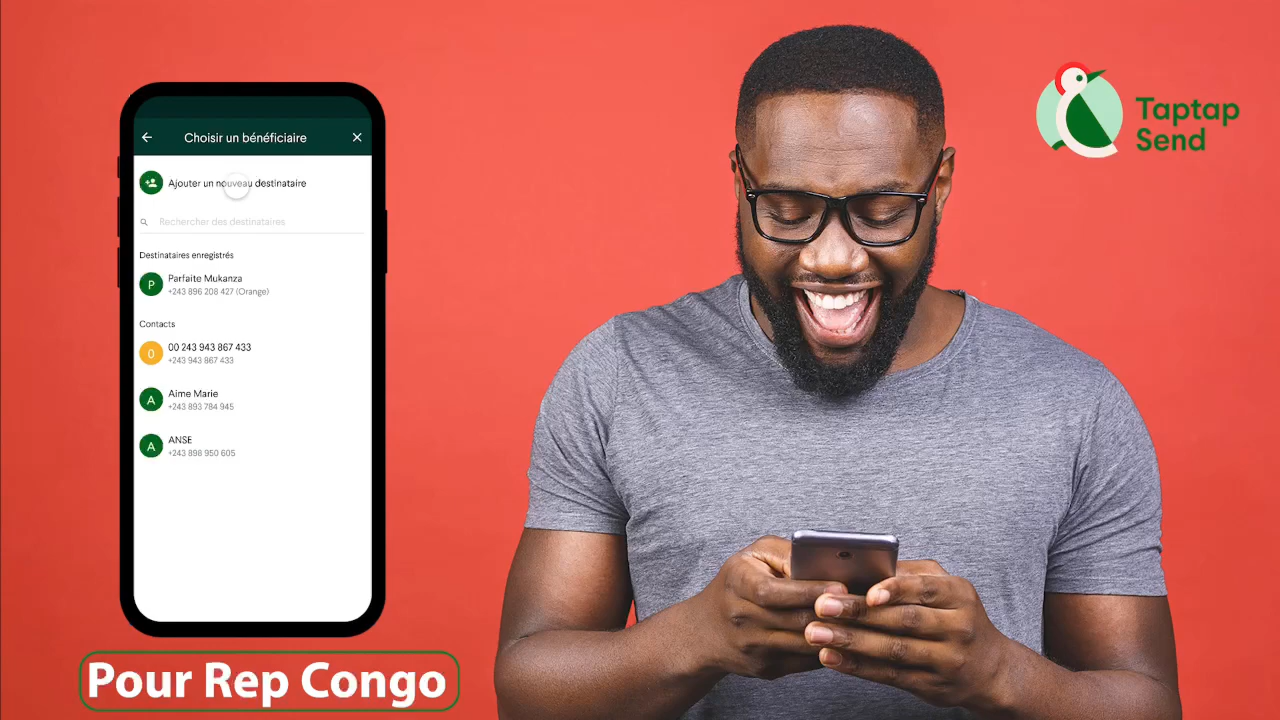 Choisir un bénéficiaire
Ajouter un nouveau destinataire
Rechercher des destinataires
Destinataires enregistrés
P
Parfaite Mukanza
+243 896 208 427 (Orange)
Contacts
0
00 243 943 867 433
+243 943 867 433
A
Aime Marie
+243 893 784 945
A
ANSE
+243 898 950 605
Pour Rep Congo
Taptap
Send